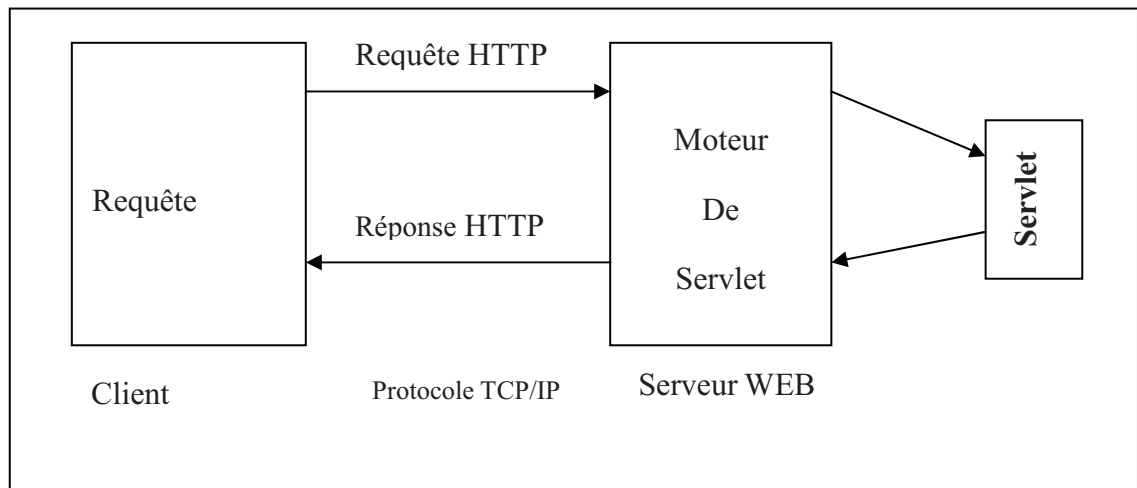 Requête HTTP
Moteur
De
Servlet
Servlet
Requête
Réponse HTTP
Client
Protocole TCP/IP
Serveur WEB